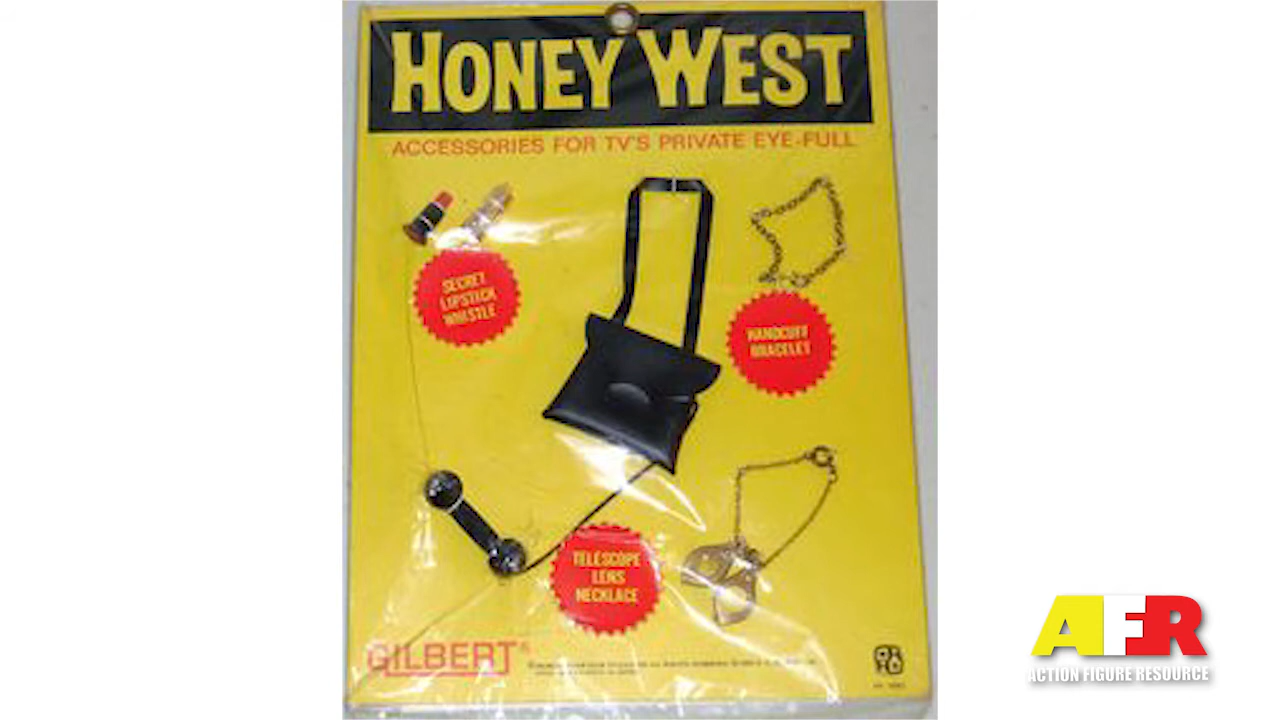 HONEY WEST
ACCESSORIES FOR TV'S PRIVATE EYE-FULL
SECRET
LIPSTICK
WHISTLE
HANDCUFF
BRACELET
TELESCOPE
LENS
NECKLACE
GILBERT®
AFR
ACTION FIGURE RESOURCE